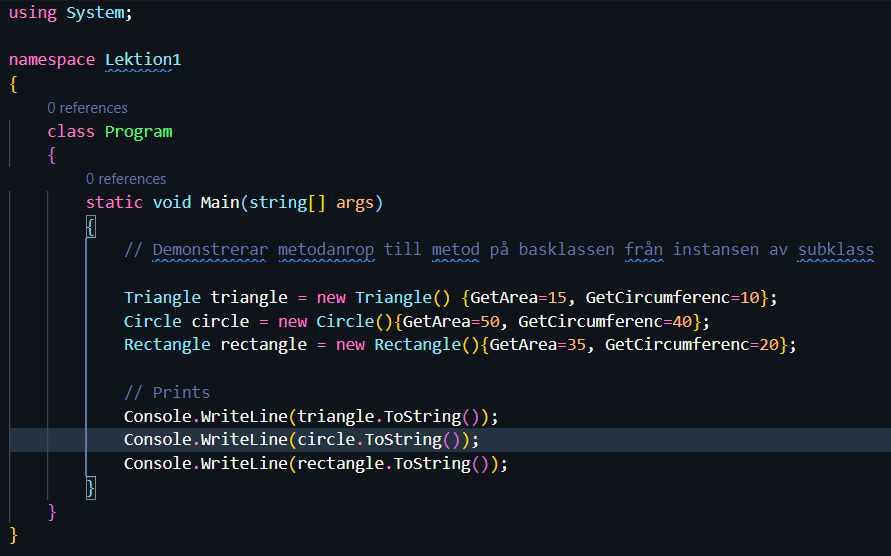 using System;
namespace Lektion1
{
0 references
class Program
{
0 references
static void Main(string[] args)
{
// Demonstrerar metodanrop till metod på basklassen från instansen av subklass
Triangle triangle = new Triangle() {GetArea=15, GetCircumferenc=10};
Circle circle = new Circle(){GetArea=50, GetCircumferenc=40};
Rectangle rectangle = new Rectangle(){GetArea=35, GetCircumferenc=20};
// Prints
Console.WriteLine(triangle.ToString());
Console.WriteLine(circle.ToString());
Console.WriteLine(rectangle.ToString());
}
}
}